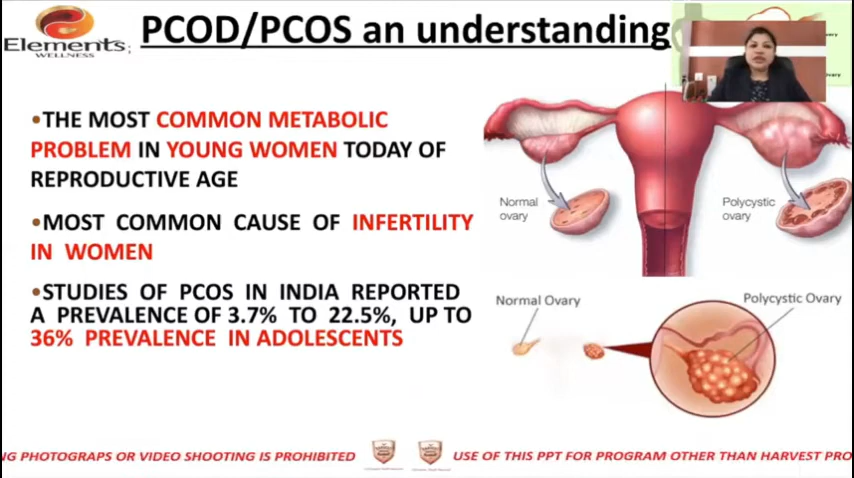 Elements
WELLNESS
;
PCOD/PCOS an understanding
•THE MOST COMMON METABOLIC
PROBLEM IN YOUNG WOMEN TODAY OF
REPRODUCTIVE AGE
•MOST COMMON CAUSE OF INFERTILITY
IN WOMEN
•STUDIES OF PCOS IN INDIA REPORTED
A PREVALENCE OF 3.7% TO 22.5%, UP TO
36% PREVALENCE IN ADOLESCENTS
Normal
ovary
Polycystic
ovary
Normal Ovary
Polycystic Ovary
NG PHOTOGRAPS OR VIDEO SHOOTING IS PROHIBITED
USE OF THIS PPT FOR PROGRAM OTHER THAN HARVEST PRO